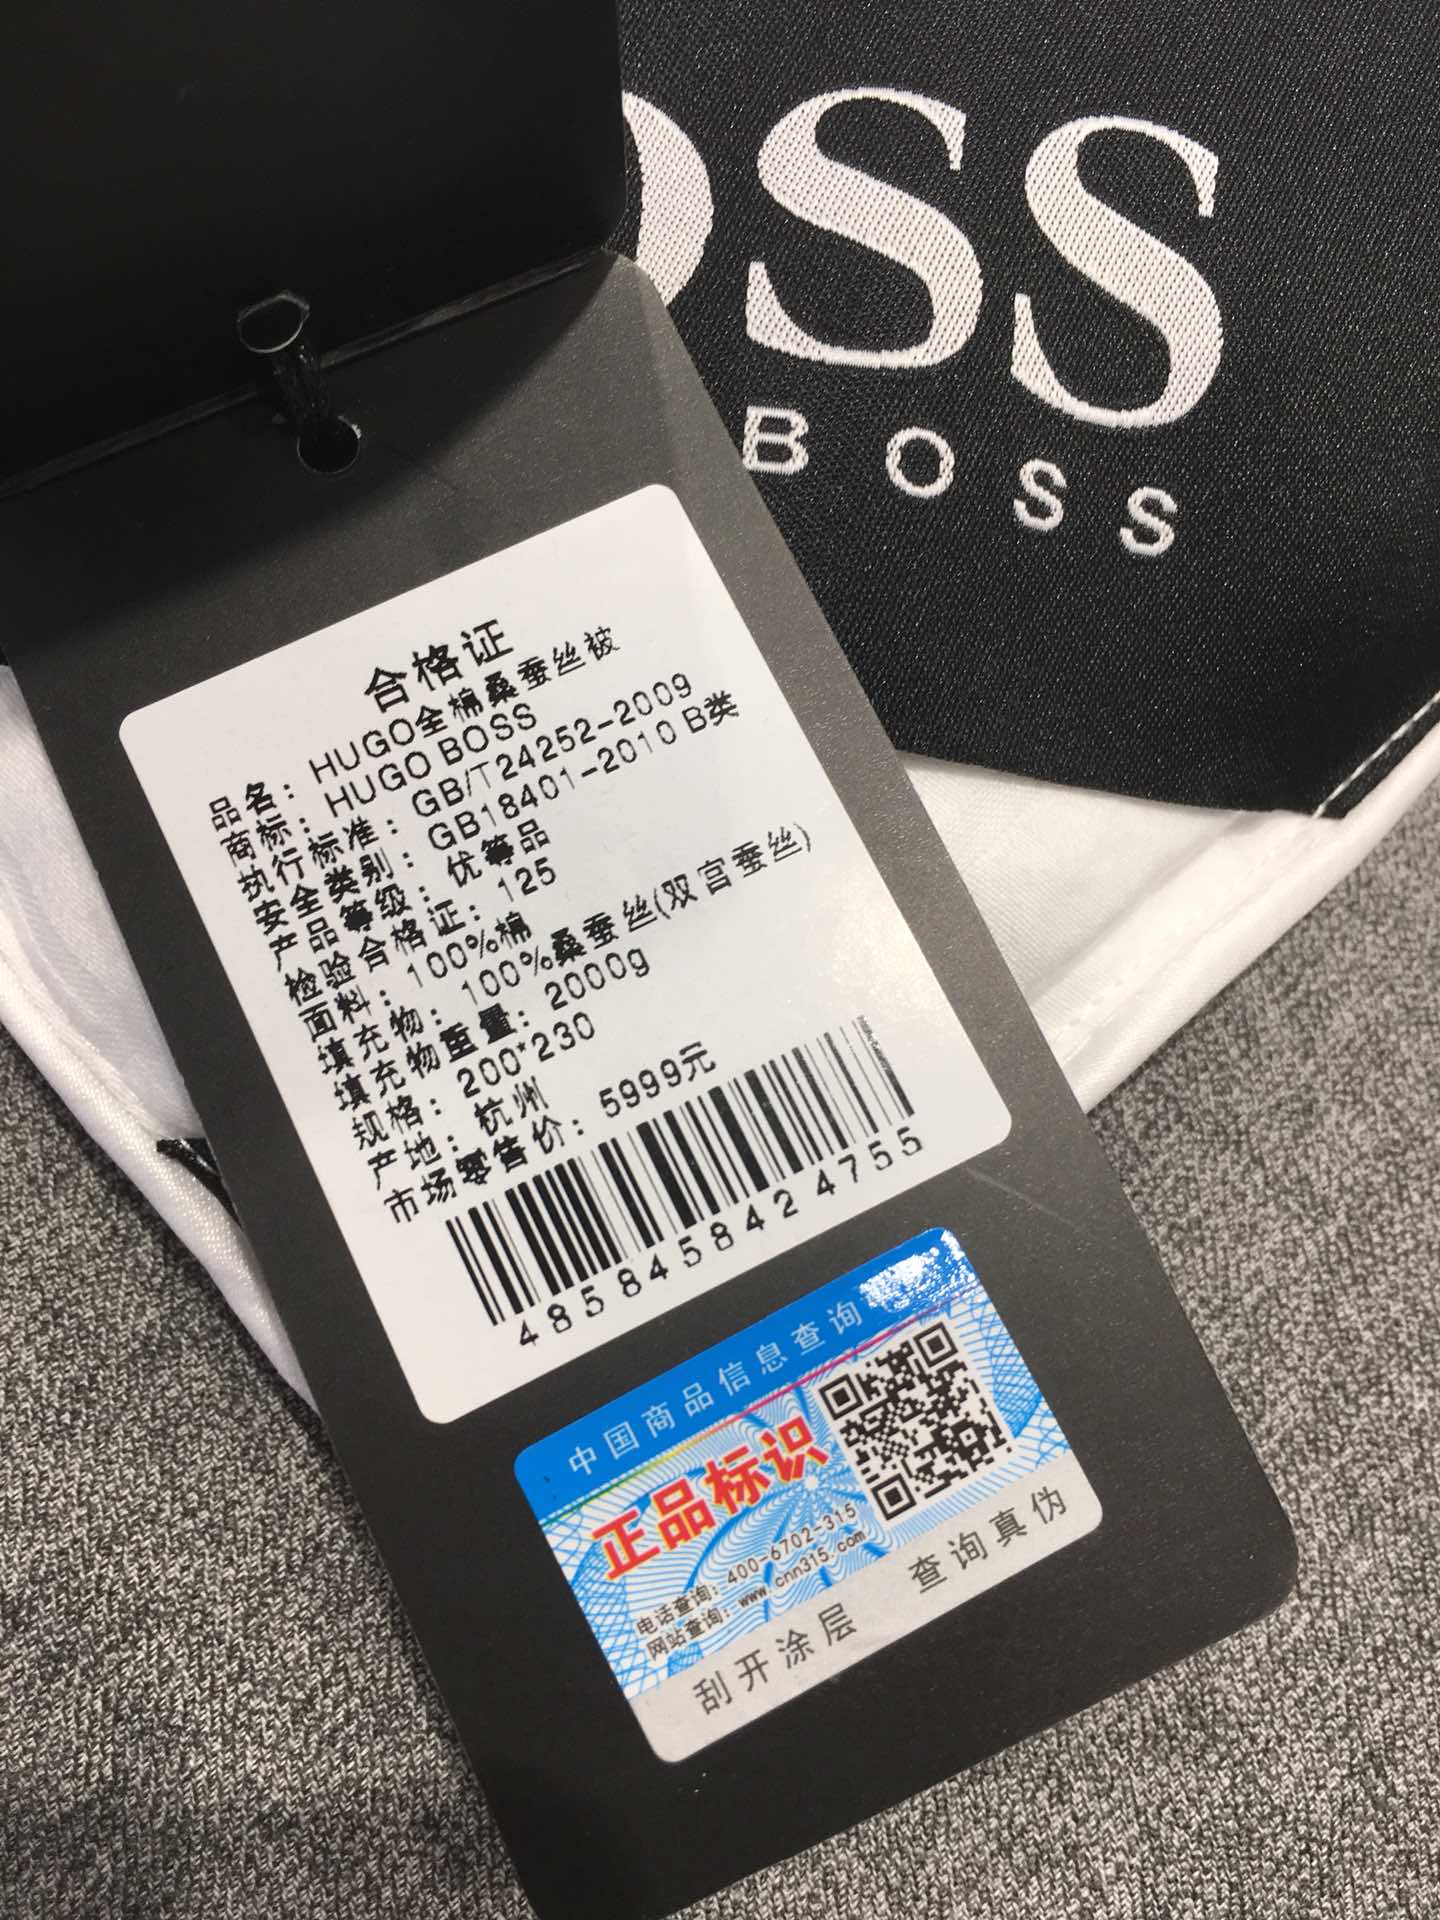 OSS
BOSS
合格证
品名：HUGO全棉桑蚕丝被
商标：HUGO BOSS
执行标准：GB/T24252-2009
安全类别：GB18401-2010 B类
产品等级：优等品
检验合格证：125
面料：100%棉
填充物：100%桑蚕丝(双宫蚕丝)
填充物重量：2000g
规格：200*230
产地：杭州
市场零售价：5999元
4858458424755
中国商品信息查询
正品标识
电话查询：400-6702-315
网站查询：www.cnn315.com
刮开涂层 查询真伪